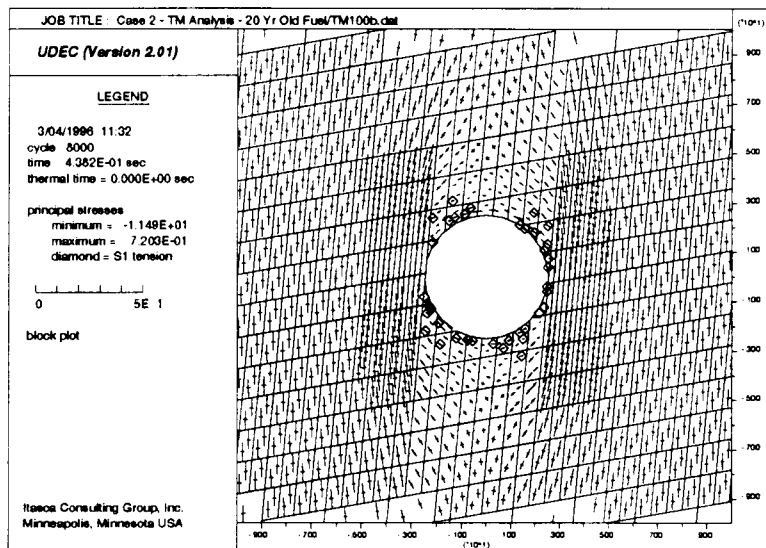 JOB TITLE : Case 2 - TM Analysis - 20 Yr Old Fuel/TM100b.dat
(*10^1)
UDEC (Version 2.01)
LEGEND
3/04/1996 11:32
cycle 8000
time 4.382E-01 sec
thermal time = 0.000E+00 sec
principal stresses
minimum = -1.149E+01
maximum = 7.203E-01
diamond = S1 tension
0 5E 1
block plot
Itasca Consulting Group, Inc.
Minneapolis, Minnesota USA
.900
.700
.500
.300
.100
-.100
-.300
-.500
-.700
-.900
-.900 -.700 -.500 -.300 -.100 .100 .300 .500 .700 .900
(*10^1)